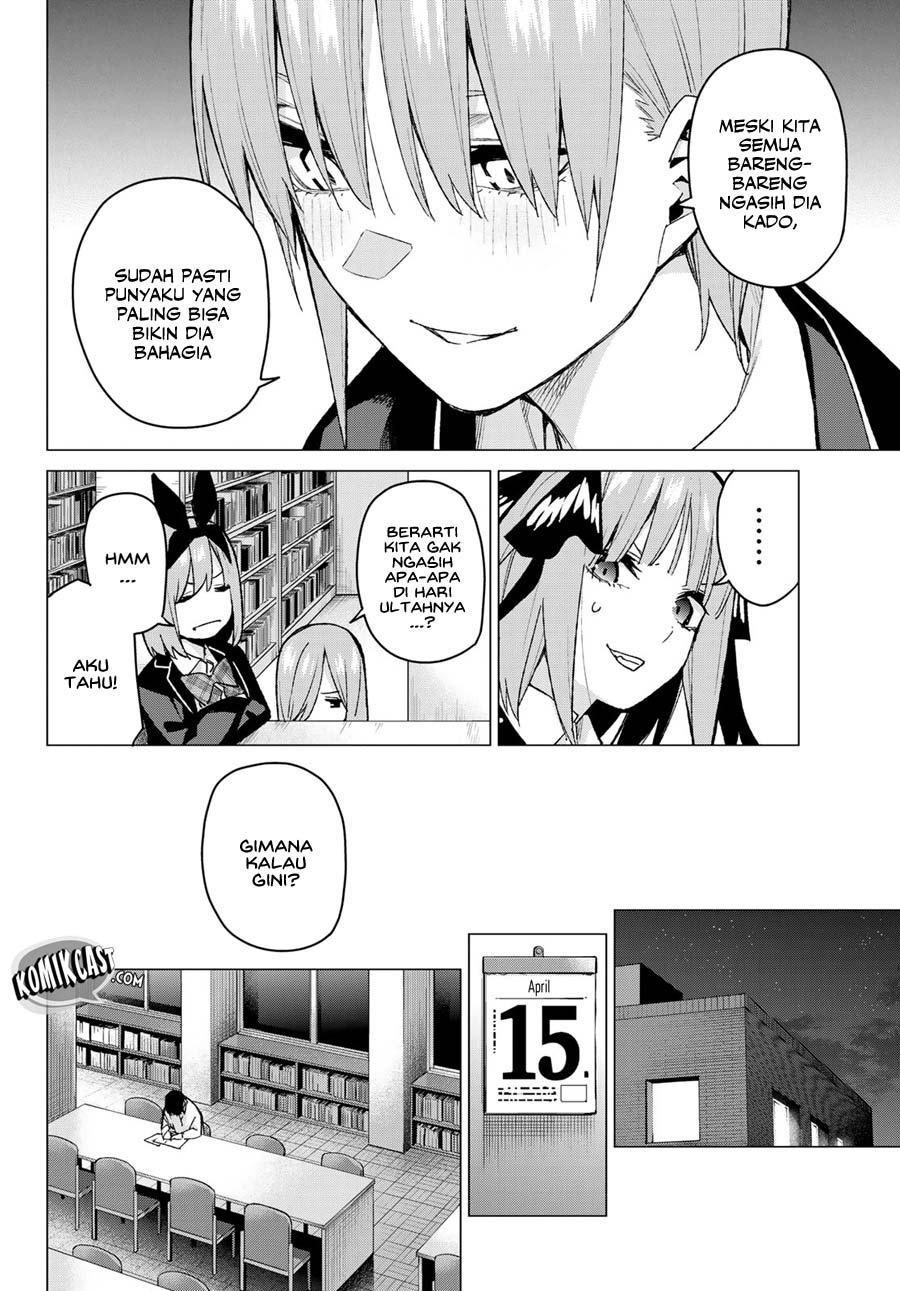 MESKI KITA
SEMUA
BARENG-
BARENG
NGASIH DIA
KADO,
SUDAH PASTI
PUNYAKU YANG
PALING BISA
BIKIN DIA
BAHAGIA
......
BERARTI
KITA GAK
NGASIH
APA-APA
DI HARI
ULTAHNYA
...?
HMM
...
AKU
TAHU!
GIMANA
KALAU
GINI?
April
15.
KOMIKCAST
.COM